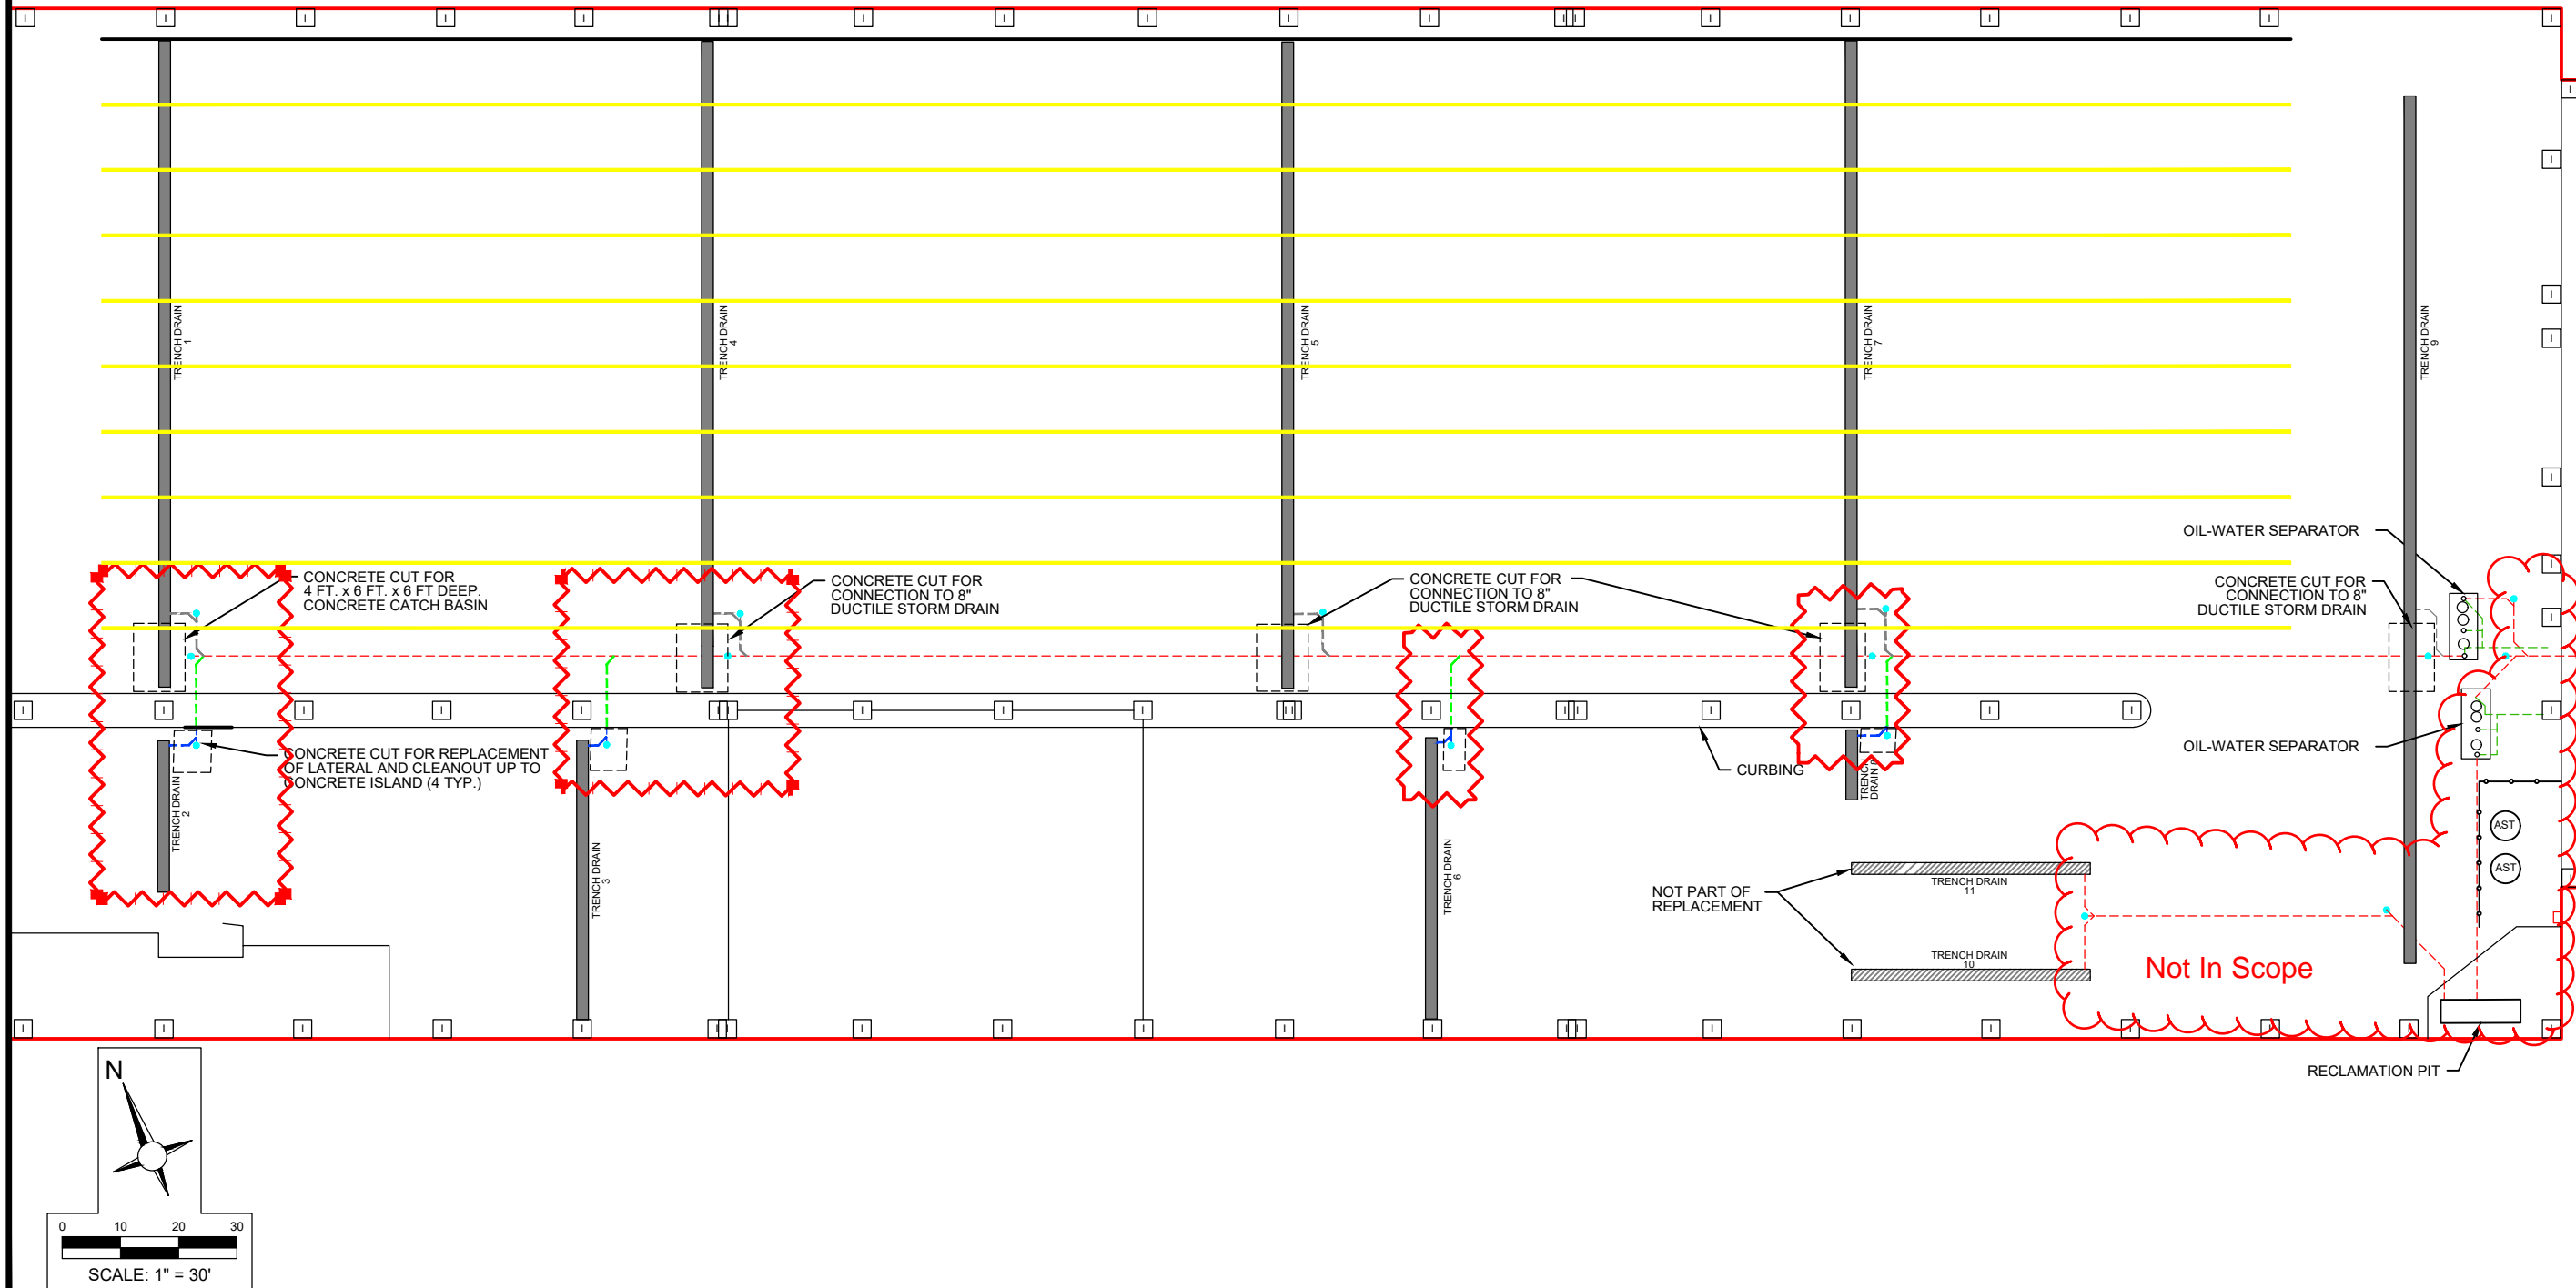 TRENCH DRAIN
1
TRENCH DRAIN
4
TRENCH DRAIN
5
TRENCH DRAIN
7
TRENCH DRAIN
9
OIL-WATER SEPARATOR
CONCRETE CUT FOR
4 FT. x 6 FT. x 6 FT DEEP.
CONCRETE CATCH BASIN
CONCRETE CUT FOR
CONNECTION TO 8"
DUCTILE STORM DRAIN
CONCRETE CUT FOR
CONNECTION TO 8"
DUCTILE STORM DRAIN
CONCRETE CUT FOR
CONNECTION TO 8"
DUCTILE STORM DRAIN
CONCRETE CUT FOR REPLACEMENT
OF LATERAL AND CLEANOUT UP TO
CONCRETE ISLAND (4 TYP.)
CURBING
OIL-WATER SEPARATOR
TRENCH DRAIN
2
TRENCH DRAIN
3
TRENCH DRAIN
6
TRENCH
DRAIN 8
AST
AST
NOT PART OF
REPLACEMENT
TRENCH DRAIN
11
TRENCH DRAIN
10
Not In Scope
RECLAMATION PIT
N
0 10 20 30
SCALE: 1" = 30'